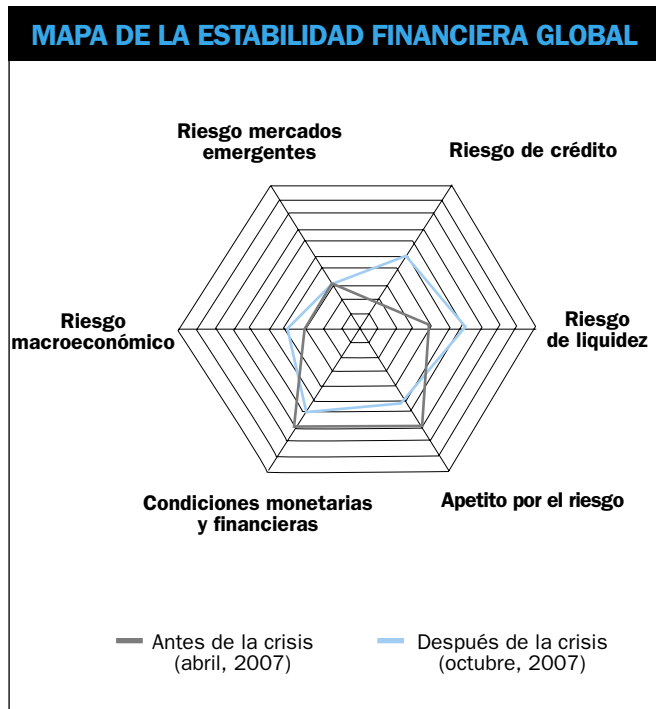 MAPA DE LA ESTABILIDAD FINANCIERA GLOBAL
Riesgo mercados
emergentes
Riesgo de crédito
Riesgo
macroeconómico
Riesgo
de liquidez
Condiciones monetarias
y financieras
Apetito por el riesgo
Antes de la crisis
(abril, 2007)
Después de la crisis
(octubre, 2007)